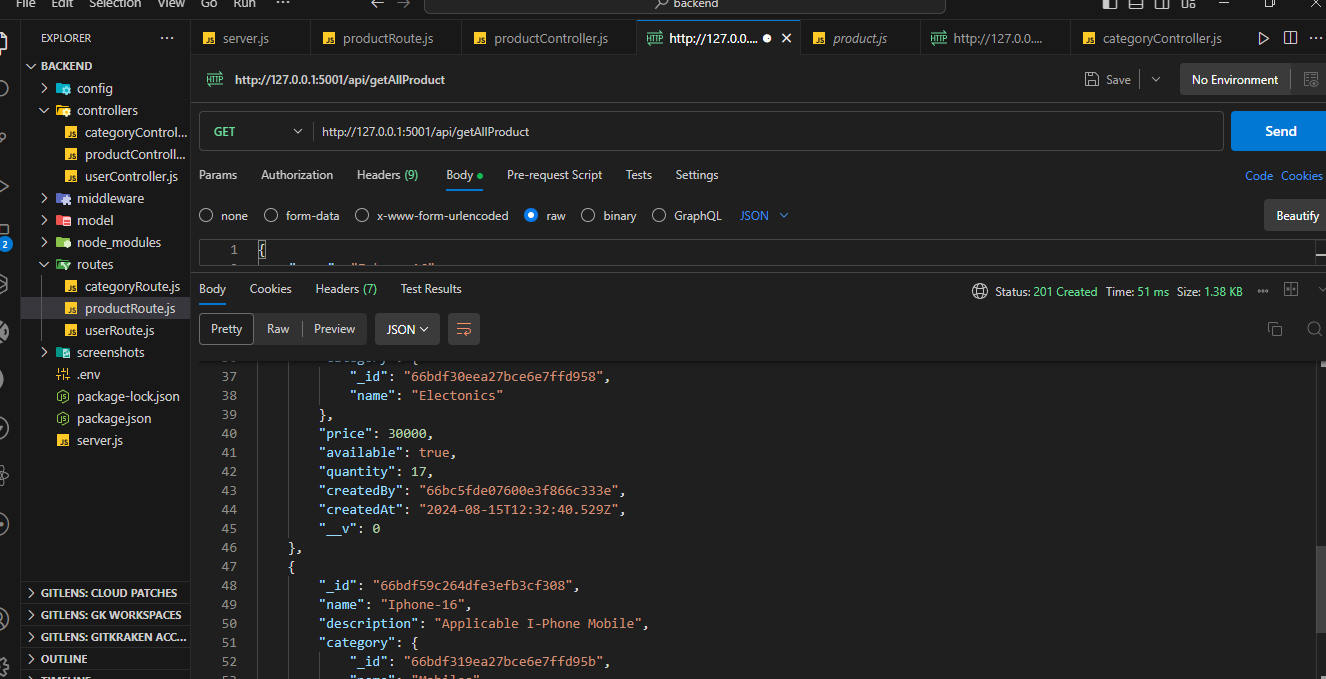 File Edit Selection View Go Run ··· backend
EXPLORER ···
server.js productRoute.js productController.js http://127.0.0.... product.js http://127.0.0.... categoryController.js ···
BACKEND
config
controllers
categoryControl...
productControll...
userController.js
middleware
model
node_modules
routes
categoryRoute.js
productRoute.js
userRoute.js
screenshots
.env
package-lock.json
package.json
server.js
2
GITLENS: CLOUD PATCHES
GITLENS: GK WORKSPACES
GITLENS: GITKRAKEN ACC...
OUTLINE
TIMELINE
HTTP http://127.0.0.1:5001/api/getAllProduct Save No Environment
GET http://127.0.0.1:5001/api/getAllProduct Send
Params Authorization Headers (9) Body Pre-request Script Tests Settings Code Cookies
none form-data x-www-form-urlencoded raw binary GraphQL JSON Beautify
1 {
Body Cookies Headers (7) Test Results Status: 201 Created Time: 51 ms Size: 1.38 KB ···
Pretty Raw Preview JSON
37 "_id": "66bdf30eea27bce6e7ffd958",
38 "name": "Electonics"
39 },
40 "price": 30000,
41 "available": true,
42 "quantity": 17,
43 "createdBy": "66bc5fde07600e3f866c333e",
44 "createdAt": "2024-08-15T12:32:40.529Z",
45 "__v": 0
46 },
47 {
48 "_id": "66bdf59c264dfe3efb3cf308",
49 "name": "Iphone-16",
50 "description": "Applicable I-Phone Mobile",
51 "category": {
52 "_id": "66bdf319ea27bce6e7ffd95b",
53 "name": "Mobiles"